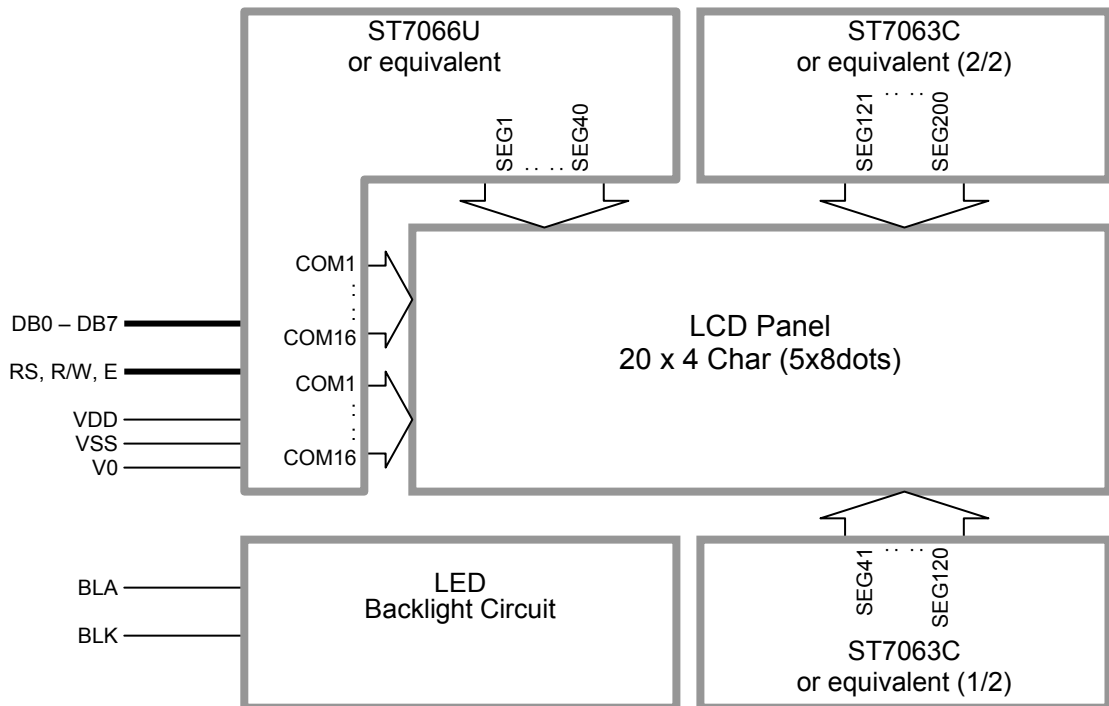 ST7066U
or equivalent
SEG1
.. ..
SEG40
ST7063C
or equivalent (2/2)
SEG121
.. ..
SEG200
COM1
. . . .
COM16
COM1
. . . .
COM16
DB0 – DB7
RS, R/W, E
VDD
VSS
V0
LCD Panel
20 x 4 Char (5x8dots)
BLA
BLK
LED
Backlight Circuit
SEG41
.. ..
SEG120
ST7063C
or equivalent (1/2)